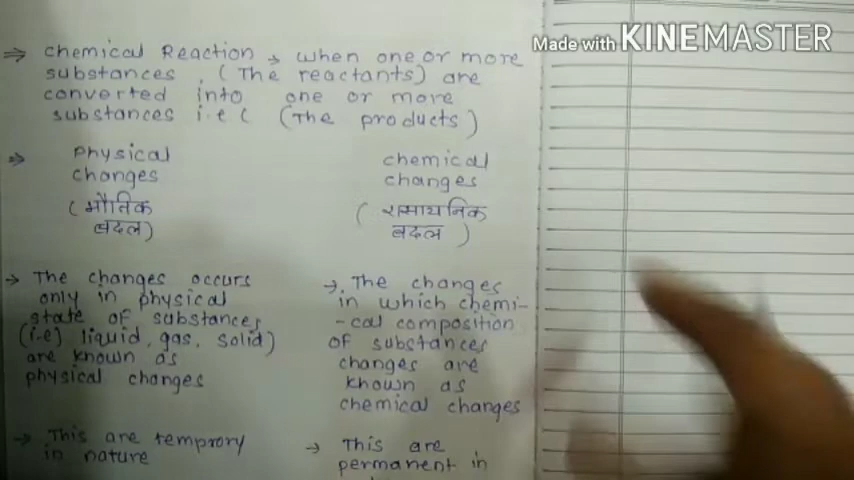 Made with KINEMASTER
⇒ Chemical Reaction → when one or more
substances (The reactants) are
converted into one or more
substances i.e ( (The products)
⇒ Physical changes
(भौतिक बदल)
chemical changes
(रासायनिक बदल)
→ The changes occurs
only in physical
state of substances
(i.e) liquid, gas, solid)
are known as
physical changes
→ The changes
in which chemi-
-cal composition
of substances
changes are
known as
chemical changes
→ This are temprory
in nature
→ This are
permanent in